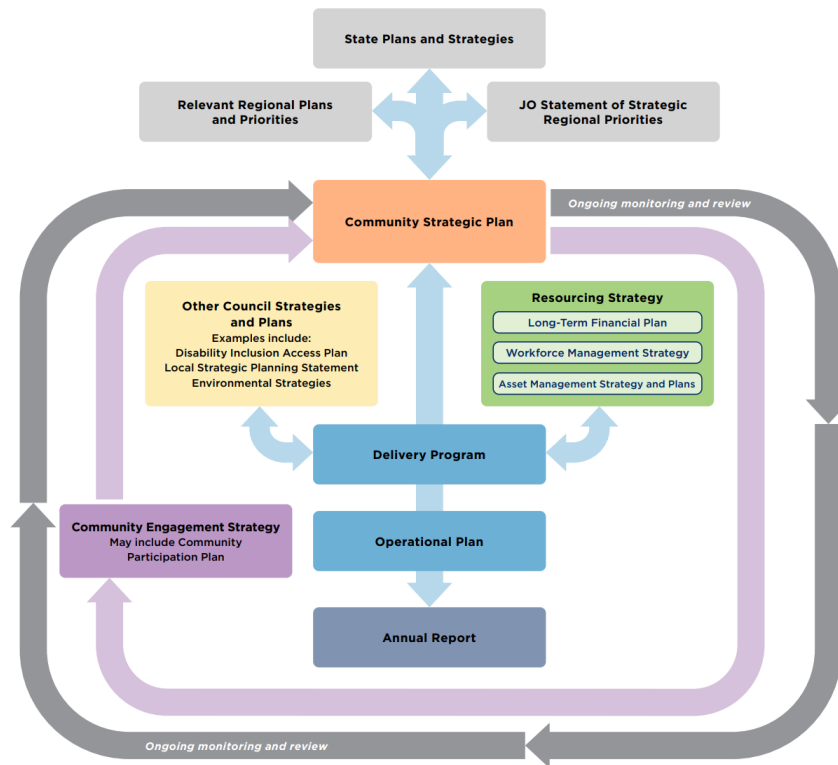 State Plans and Strategies
Relevant Regional Plans
and Priorities
JO Statement of Strategic
Regional Priorities
Community Strategic Plan
Ongoing monitoring and review
Other Council Strategies
and Plans
Examples include:
Disability Inclusion Access Plan
Local Strategic Planning Statement
Environmental Strategies
Resourcing Strategy
Long-Term Financial Plan
Workforce Management Strategy
Asset Management Strategy and Plans
Delivery Program
Community Engagement Strategy
May include Community
Participation Plan
Operational Plan
Annual Report
Ongoing monitoring and review